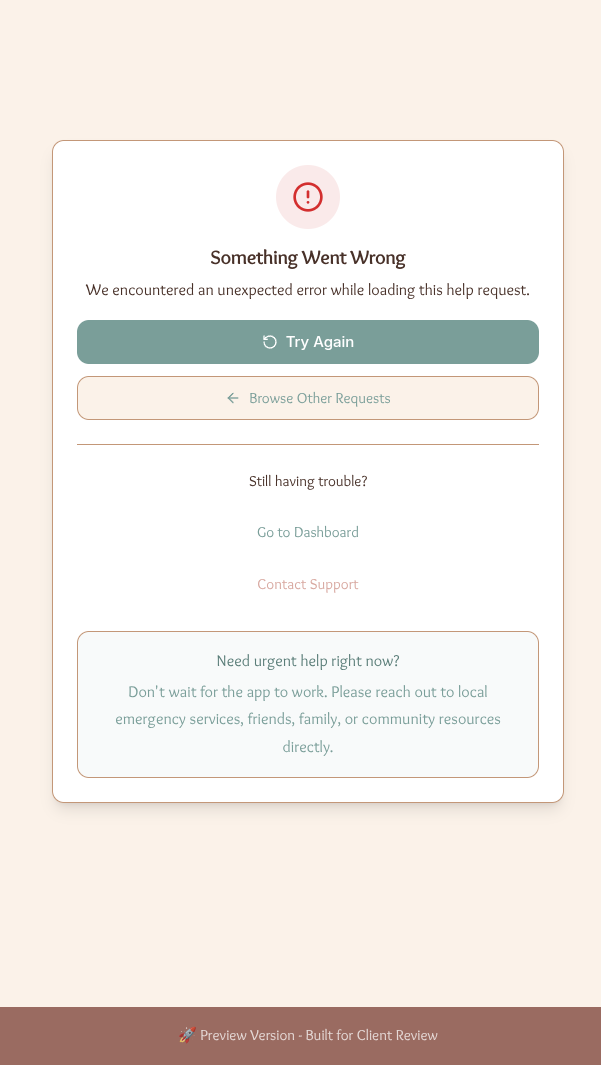 Something Went Wrong
We encountered an unexpected error while loading this help request.
Try Again
Browse Other Requests
Still having trouble?
Go to Dashboard
Contact Support
Need urgent help right now?
Don't wait for the app to work. Please reach out to local
emergency services, friends, family, or community resources
directly.
🚀 Preview Version - Built for Client Review